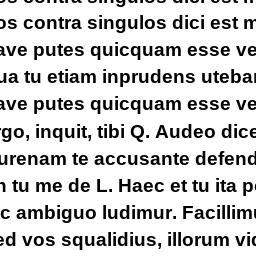 os contra singulos dici est m
ave putes quicquam esse ve
ua tu etiam inprudens uteba
ave putes quicquam esse ve
rgo, inquit, tibi Q. Audeo dice
urenam te accusante defend
n tu me de L. Haec et tu ita p
c ambiguo ludimur. Facillim
ed vos squalidius, illorum vi